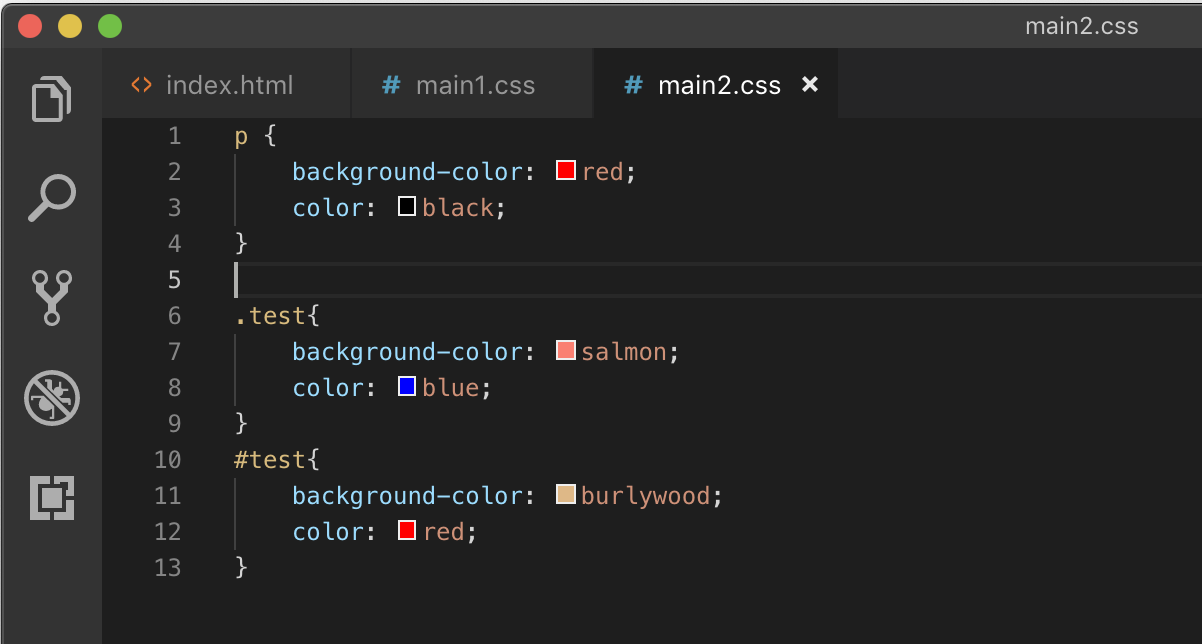 main2.css
<> index.html # main1.css # main2.css ×
1 p {
2     background-color: red;
3     color: black;
4 }
5
6 .test{
7     background-color: salmon;
8     color: blue;
9 }
10 #test{
11     background-color: burlywood;
12     color: red;
13 }